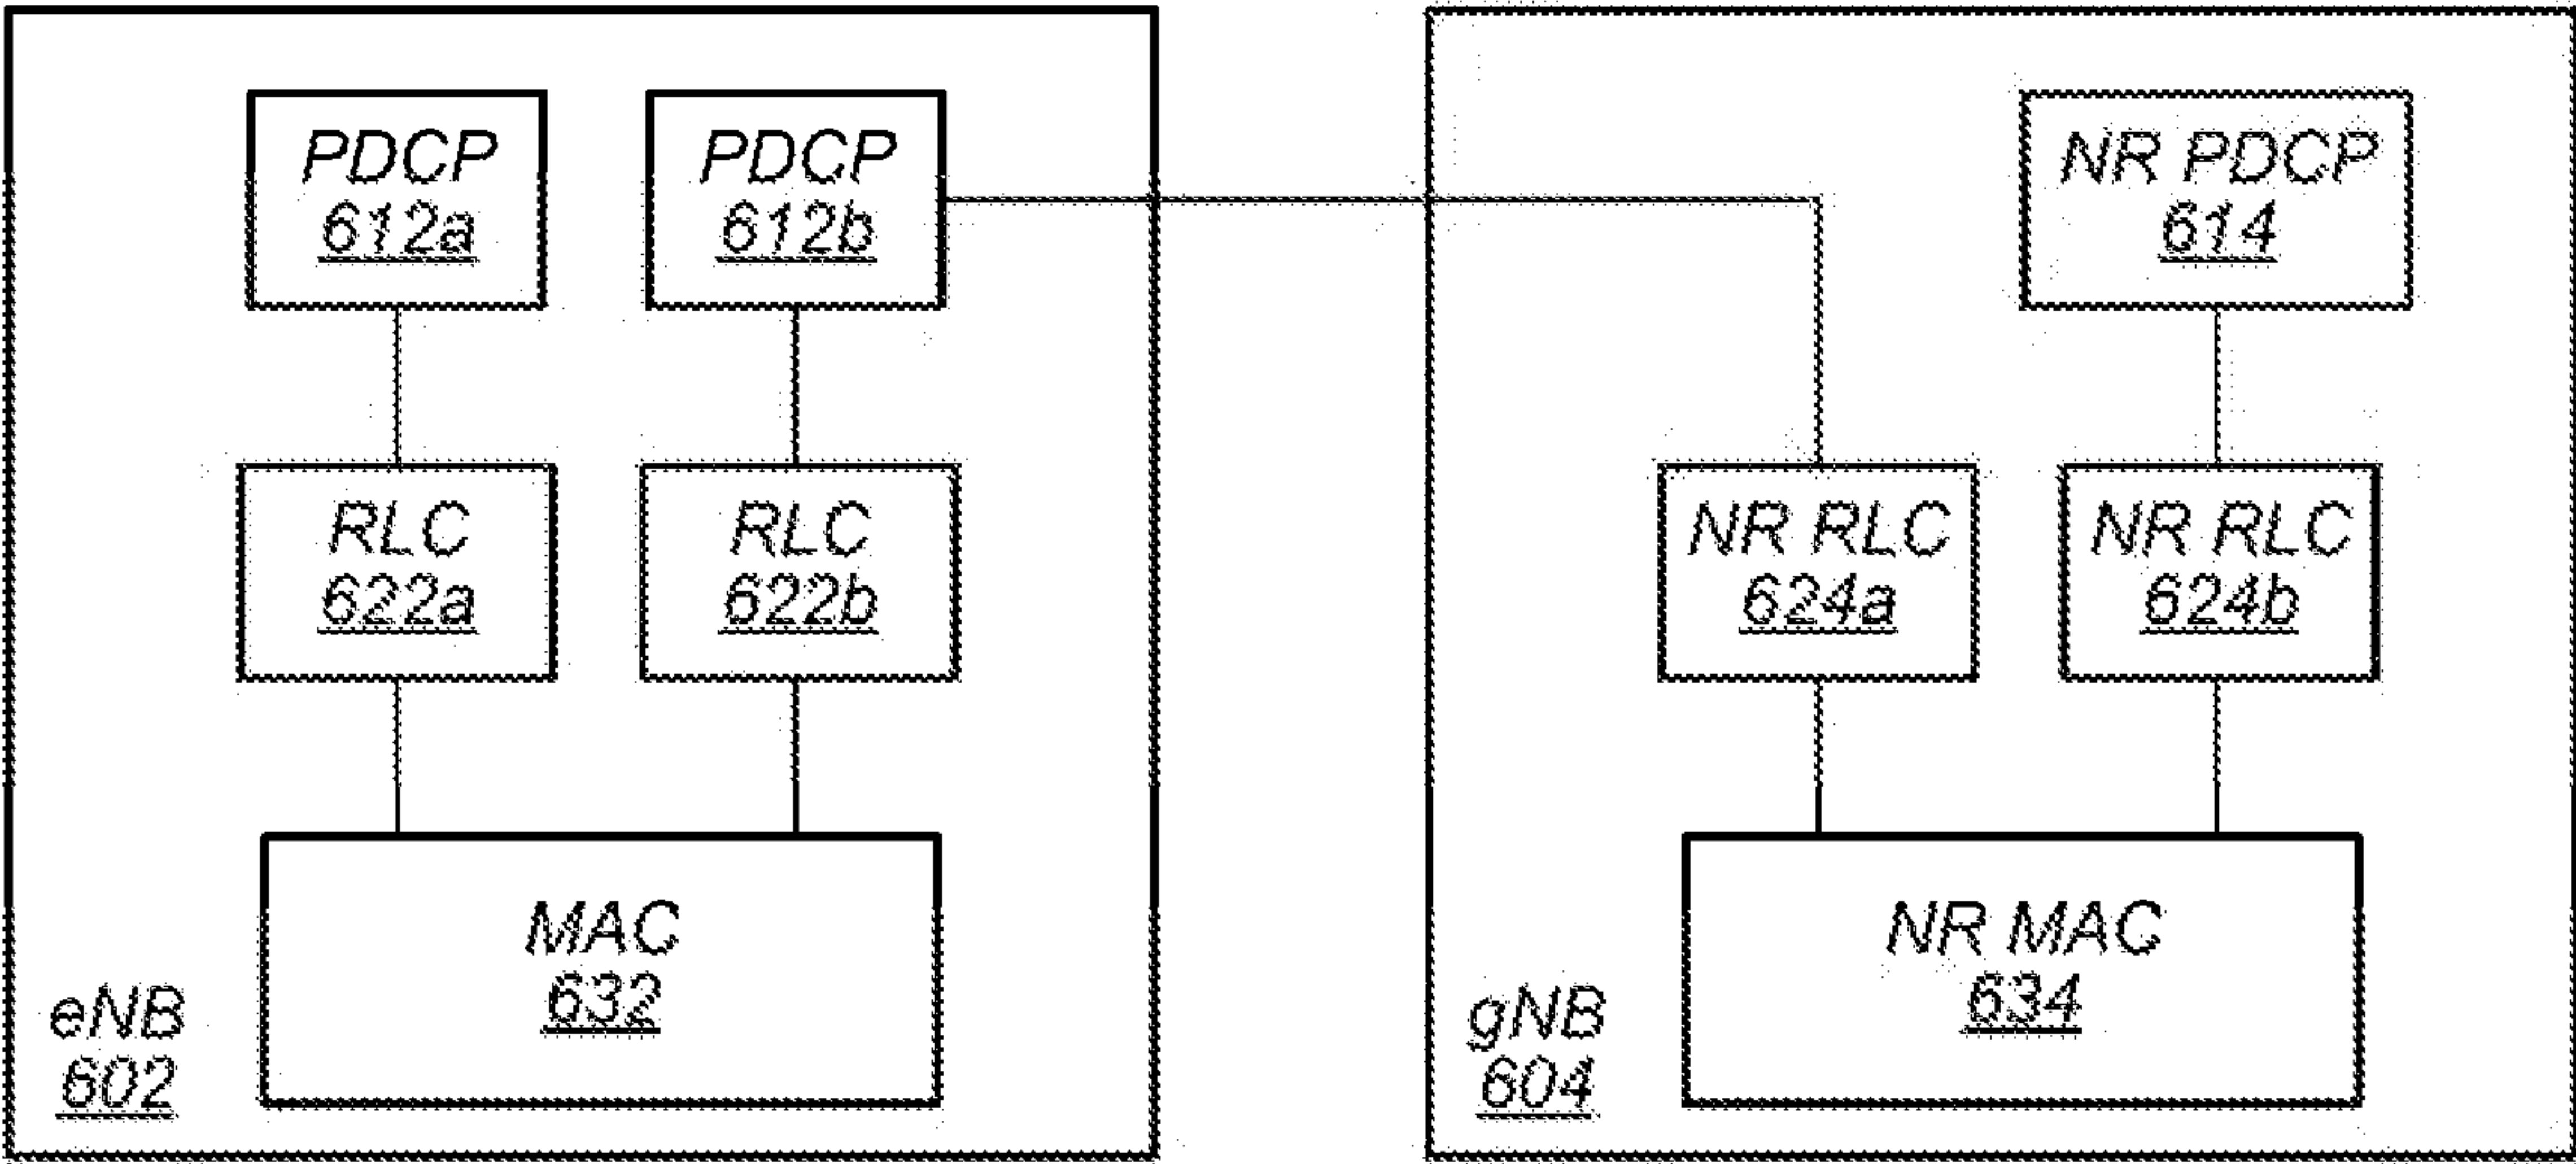 PDCP
612a
PDCP
612b
NR PDCP
614
RLC
622a
RLC
622b
NR RLC
624a
NR RLC
624b
MAC
632
NR MAC
634
eNB
602
gNB
604